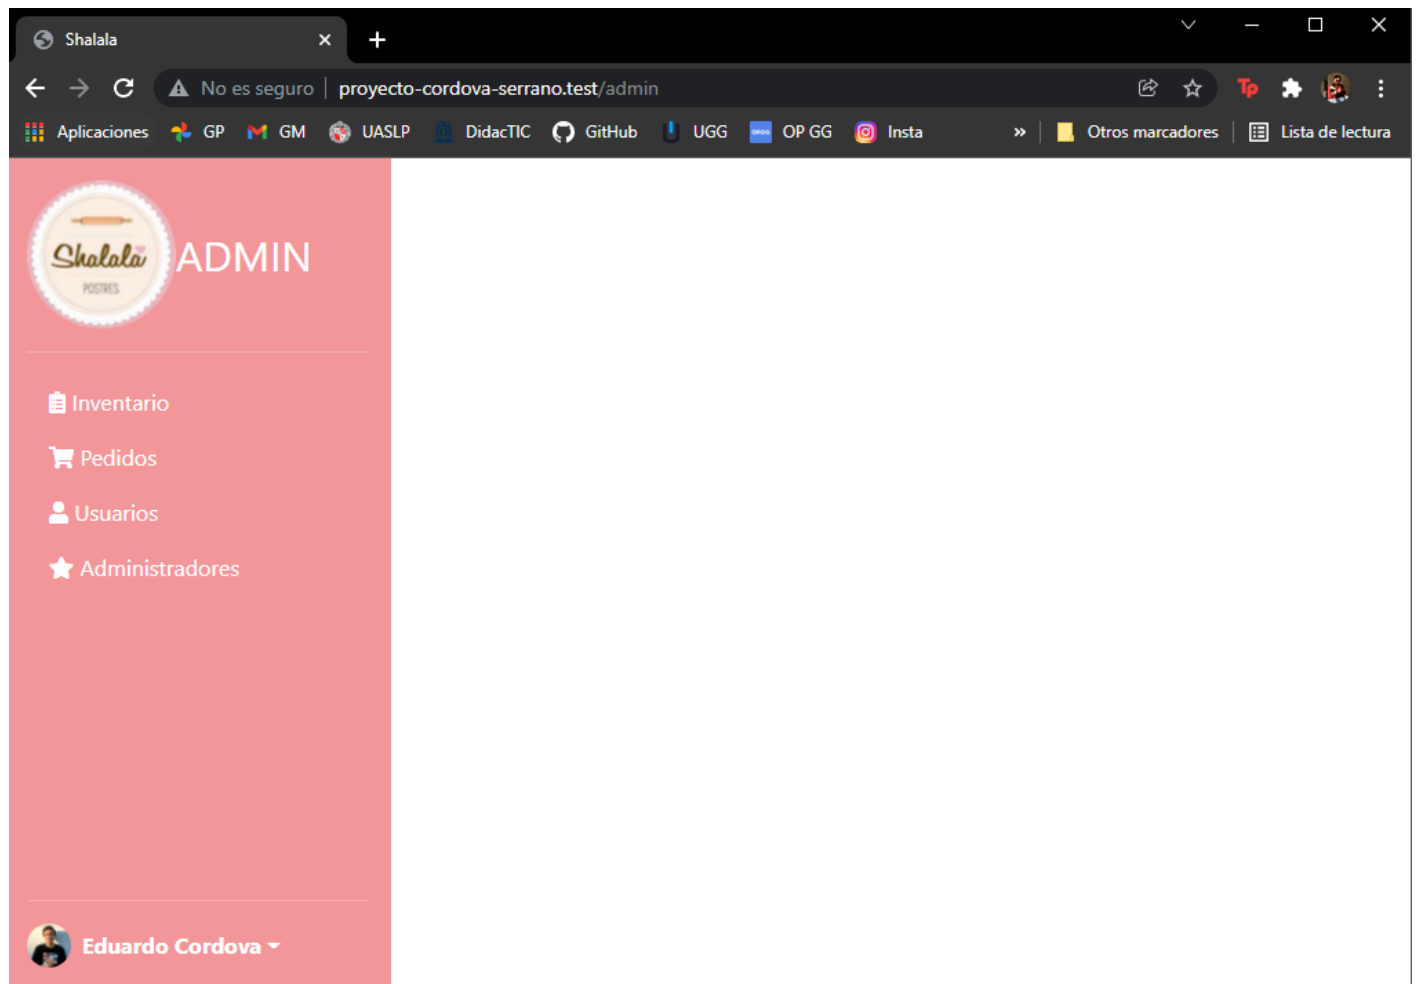 Shalala
No es seguro proyecto-cordova-serrano.test/admin
Tp
Aplicaciones GP GM UASLP DidacTIC GitHub UGG OP GG Insta » Otros marcadores Lista de lectura
Shalala
POSTRES
ADMIN
Inventario
Pedidos
Usuarios
Administradores
Eduardo Cordova